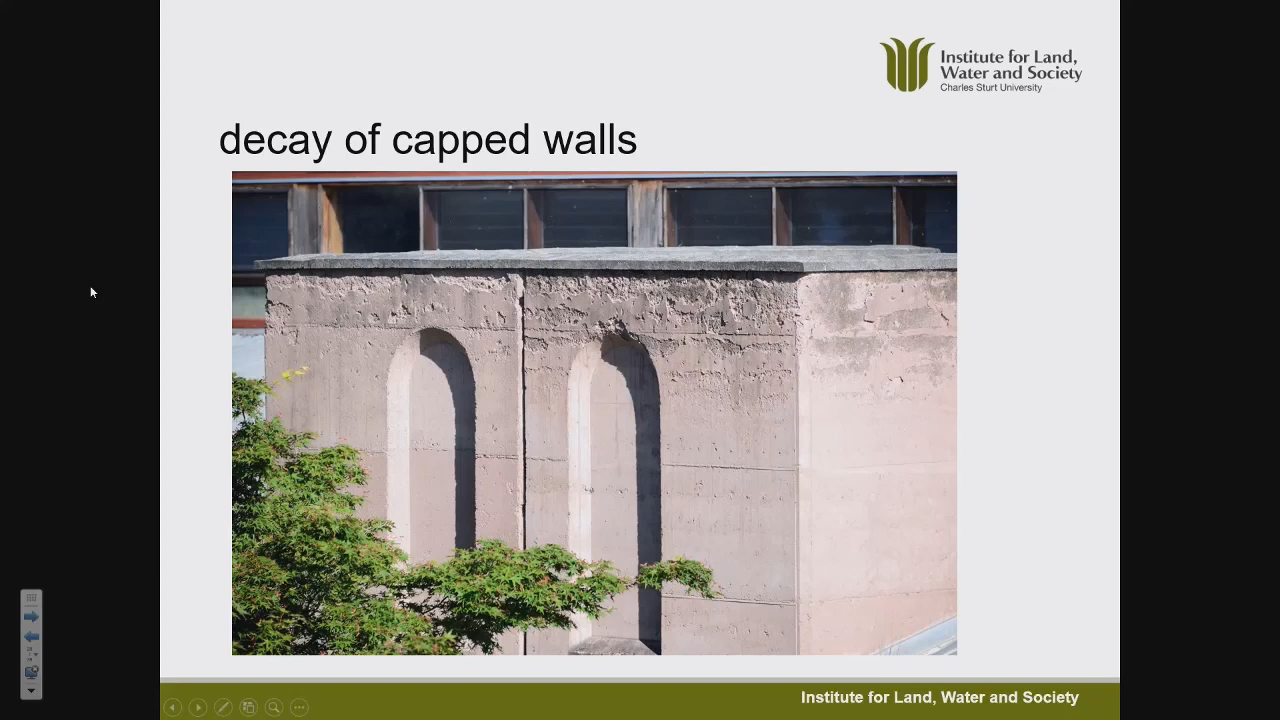 Institute for Land,
Water and Society
Charles Sturt University
decay of capped walls
Institute for Land, Water and Society